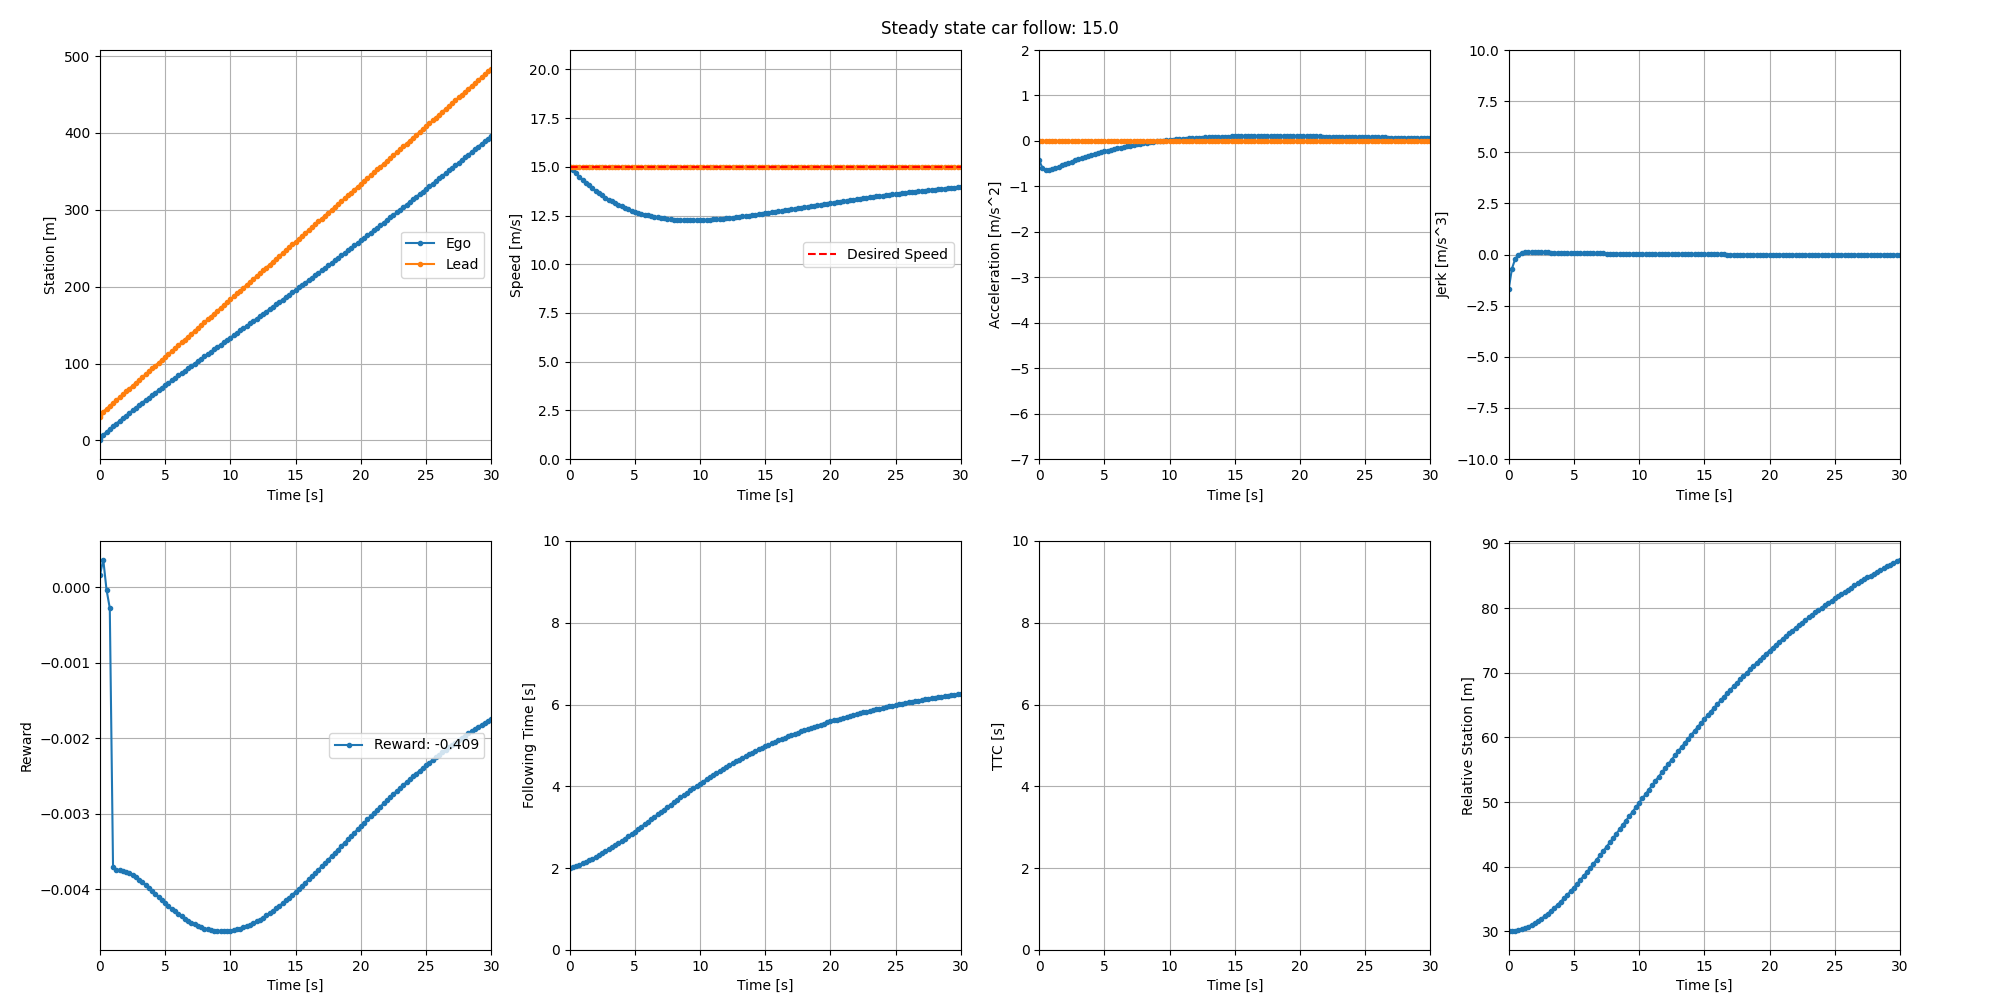 Steady state car follow: 15.0
Station [m]
500
400
300
200
100
0
0 5 10 15 20 25 30
Time [s]
Ego
Lead
Speed [m/s]
20.0
17.5
15.0
12.5
10.0
7.5
5.0
2.5
0.0
0 5 10 15 20 25 30
Time [s]
Desired Speed
Acceleration [m/s^2]
2
1
0
−1
−2
−3
−4
−5
−6
−7
0 5 10 15 20 25 30
Time [s]
Jerk [m/s^3]
10.0
7.5
5.0
2.5
0.0
−2.5
−5.0
−7.5
−10.0
0 5 10 15 20 25 30
Time [s]
Reward
0.000
−0.001
−0.002
−0.003
−0.004
0 5 10 15 20 25 30
Time [s]
Reward: -0.409
Following Time [s]
10
8
6
4
2
0
0 5 10 15 20 25 30
Time [s]
TTC [s]
10
8
6
4
2
0
0 5 10 15 20 25 30
Time [s]
Relative Station [m]
90
80
70
60
50
40
30
0 5 10 15 20 25 30
Time [s]